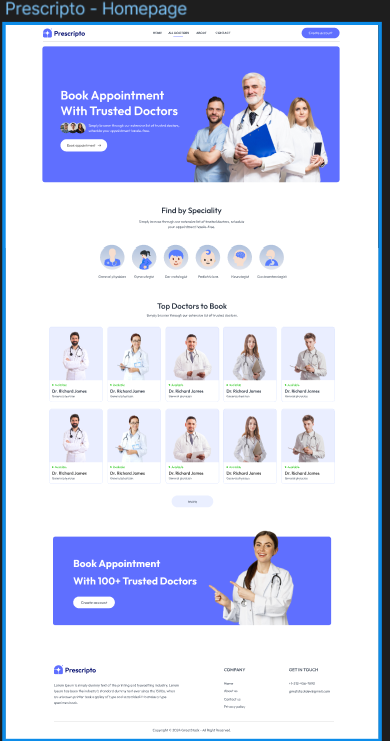 Prescripto - Homepage
Prescripto
HOME ALL DOCTORS ABOUT CONTACT
Create account
Book Appointment
With Trusted Doctors
Simply browse through our extensive list of trusted doctors,
schedule your appointment hassle-free.
Book appointment →
Find by Speciality
Simply browse through our extensive list of trusted doctors, schedule
your appointment hassle-free.
General physician Gynecologist Dermatologist Pediatricians Neurologist Gastroenterologist
Top Doctors to Book
Simply browse through our extensive list of trusted doctors.
Available Available Available Available Available
Dr. Richard James Dr. Richard James Dr. Richard James Dr. Richard James Dr. Richard James
General physician General physician General physician General physician General physician
Available Available Available Available Available
Dr. Richard James Dr. Richard James Dr. Richard James Dr. Richard James Dr. Richard James
General physician General physician General physician General physician General physician
more
Book Appointment
With 100+ Trusted Doctors
Create account
Prescripto
COMPANY GET IN TOUCH
Lorem Ipsum is simply dummy text of the printing and typesetting industry. Lorem
Ipsum has been the industry's standard dummy text ever since the 1500s, when
an unknown printer took a galley of type and scrambled it to make a type
specimen book.
Home
About us
Contact us
Privacy policy
Copyright © 2024 - All Right Reserved.